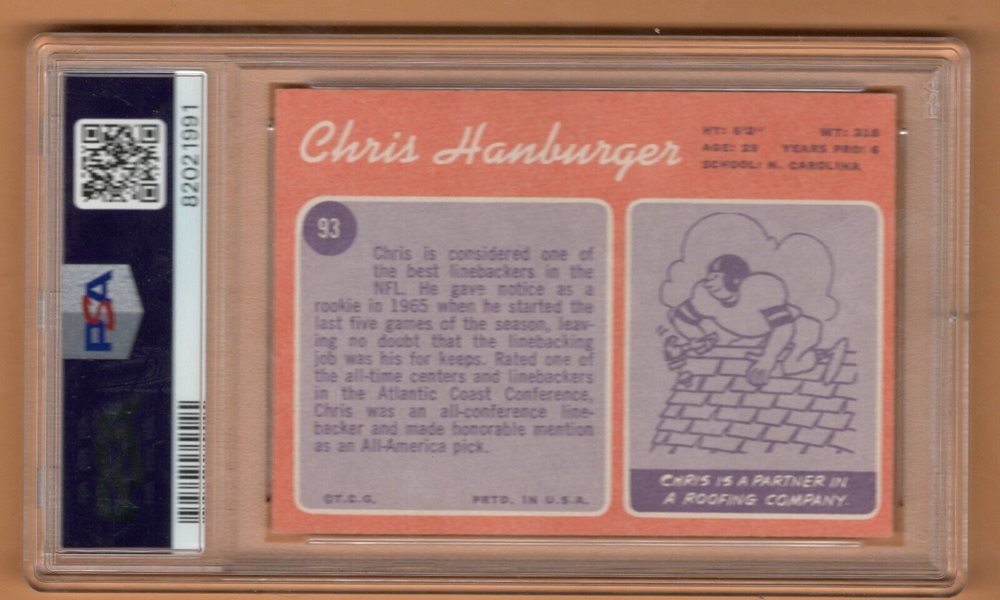 82021991
PSA
Chris Hanburger
HT: 6'2" WT: 218
AGE: 29 YEARS PRO: 6
SCHOOL: N. CAROLINA
93
Chris is considered one of
the best linebackers in the
NFL. He gave notice as a
rookie in 1965 when he started the
last five games of the season, leav-
ing no doubt that the linebacking
job was his for keeps. Rated one of
the all-time centers and linebackers
in the Atlantic Coast Conference,
Chris was an all-conference line-
backer and made honorable mention
as an All-America pick.
©T.C.G. PRTD. IN U.S.A.
CHRIS IS A PARTNER IN
A ROOFING COMPANY.